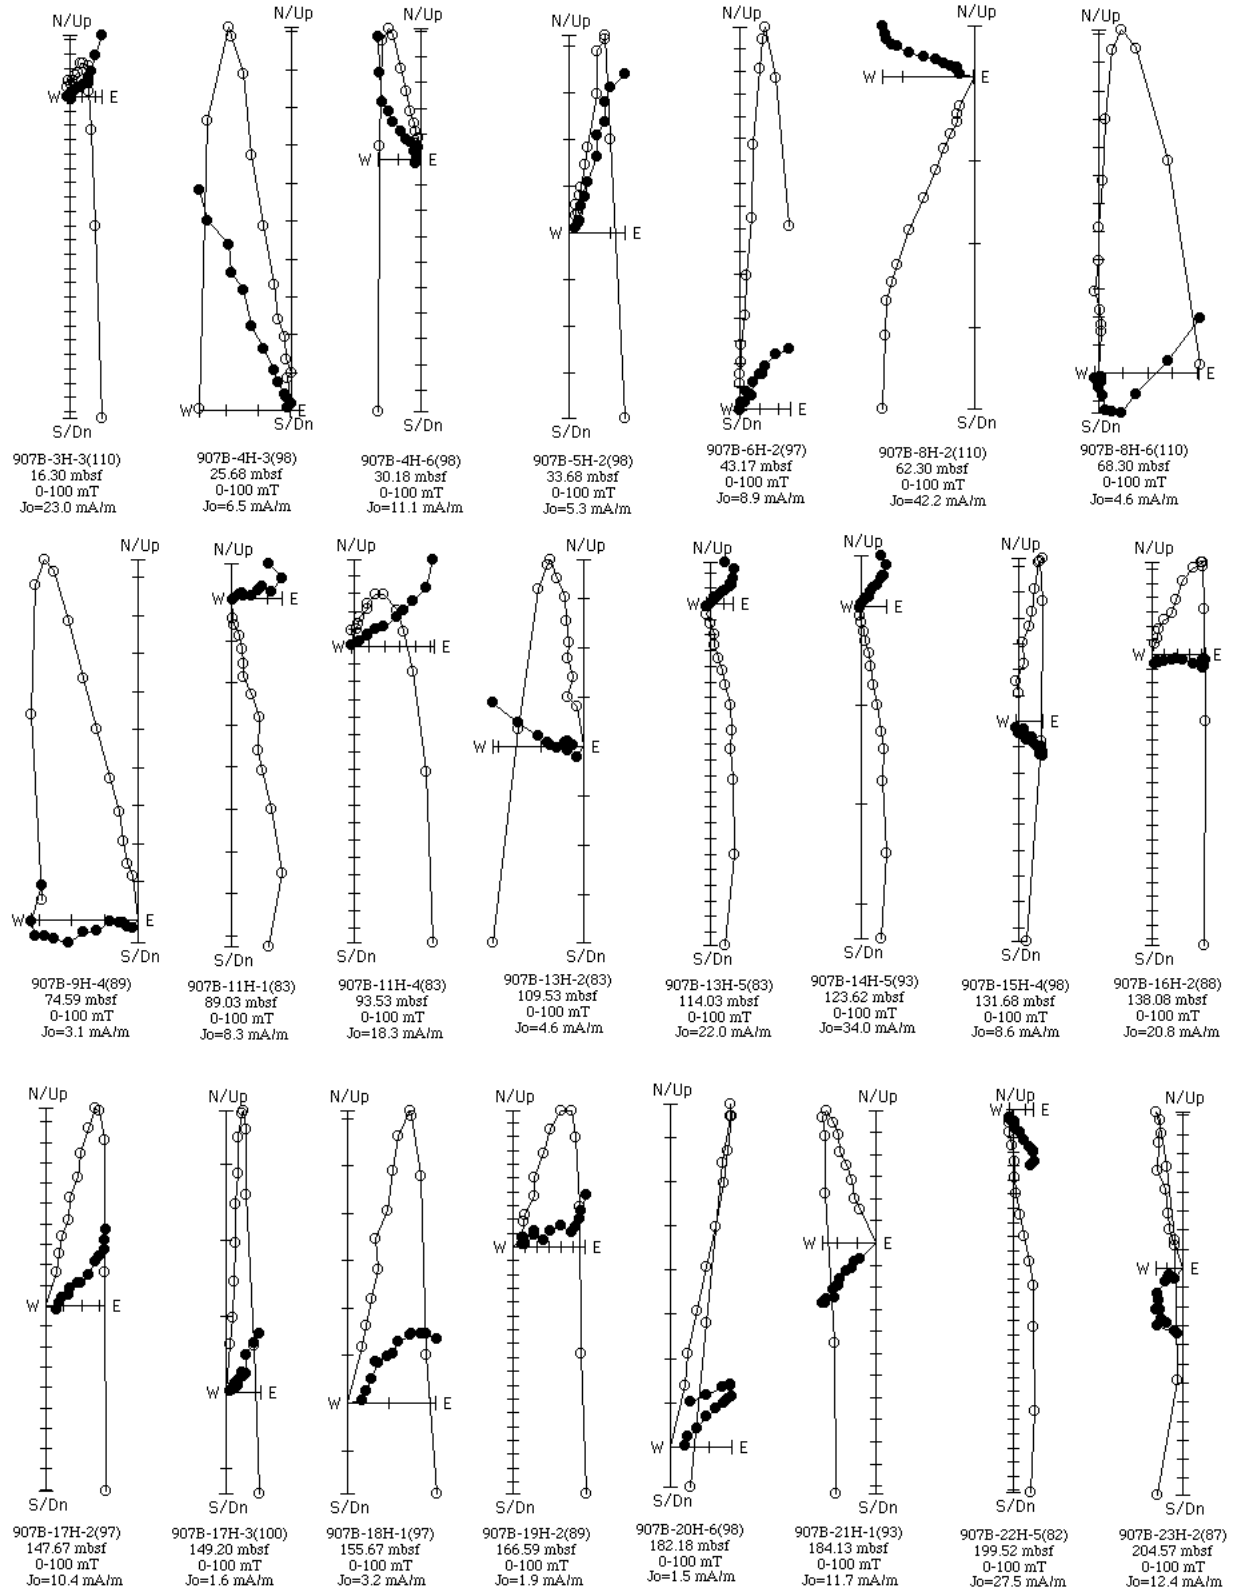 N/Up
W E
S/Dn
907B-3H-3(110)
16.30 mbsf
0-100 mT
Jo=23.0 mA/m
N/Up
W E
S/Dn
907B-4H-3(98)
25.68 mbsf
0-100 mT
Jo=6.5 mA/m
N/Up
W E
S/Dn
907B-4H-6(98)
30.18 mbsf
0-100 mT
Jo=11.1 mA/m
N/Up
W E
S/Dn
907B-5H-2(98)
33.68 mbsf
0-100 mT
Jo=5.3 mA/m
N/Up
W E
S/Dn
907B-6H-2(97)
43.17 mbsf
0-100 mT
Jo=8.9 mA/m
N/Up
W E
S/Dn
907B-8H-2(110)
62.30 mbsf
0-100 mT
Jo=42.2 mA/m
N/Up
W E
S/Dn
907B-8H-6(110)
68.30 mbsf
0-100 mT
Jo=4.6 mA/m
N/Up
W E
S/Dn
907B-9H-4(89)
74.59 mbsf
0-100 mT
Jo=3.1 mA/m
N/Up
W E
S/Dn
907B-11H-1(83)
89.03 mbsf
0-100 mT
Jo=8.3 mA/m
N/Up
W E
S/Dn
907B-11H-4(83)
93.53 mbsf
0-100 mT
Jo=18.3 mA/m
N/Up
W E
S/Dn
907B-13H-2(83)
109.53 mbsf
0-100 mT
Jo=4.6 mA/m
N/Up
W E
S/Dn
907B-13H-5(83)
114.03 mbsf
0-100 mT
Jo=22.0 mA/m
N/Up
W E
S/Dn
907B-14H-5(93)
123.62 mbsf
0-100 mT
Jo=34.0 mA/m
N/Up
W E
S/Dn
907B-15H-4(98)
131.68 mbsf
0-100 mT
Jo=8.6 mA/m
N/Up
W E
S/Dn
907B-16H-2(88)
138.08 mbsf
0-100 mT
Jo=20.8 mA/m
N/Up
W E
S/Dn
907B-17H-2(97)
147.67 mbsf
0-100 mT
Jo=10.4 mA/m
N/Up
W E
S/Dn
907B-17H-3(100)
149.20 mbsf
0-100 mT
Jo=1.6 mA/m
N/Up
W E
S/Dn
907B-18H-1(97)
155.67 mbsf
0-100 mT
Jo=3.2 mA/m
N/Up
W E
S/Dn
907B-19H-2(89)
166.59 mbsf
0-100 mT
Jo=1.9 mA/m
N/Up
W E
S/Dn
907B-20H-6(98)
182.18 mbsf
0-100 mT
Jo=1.5 mA/m
N/Up
W E
S/Dn
907B-21H-1(93)
184.13 mbsf
0-100 mT
Jo=11.7 mA/m
N/Up
W E
S/Dn
907B-22H-5(82)
199.52 mbsf
0-100 mT
Jo=27.5 mA/m
N/Up
W E
S/Dn
907B-23H-2(87)
204.57 mbsf
0-100 mT
Jo=12.4 mA/m